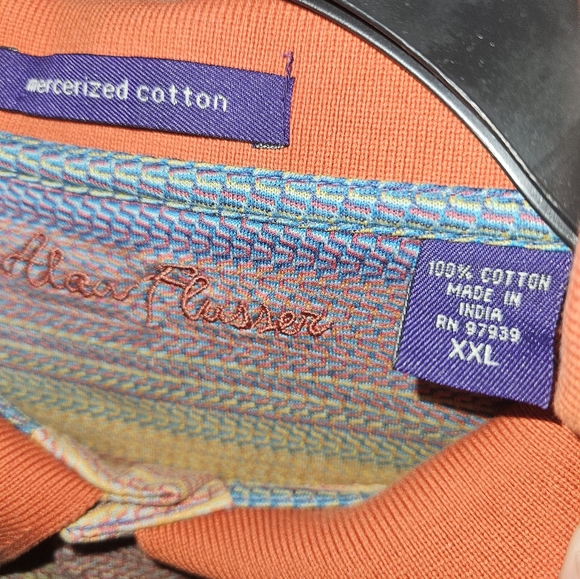 mercerized cotton
Alan Flusser
100% COTTON
MADE IN
INDIA
RN 97939
XXL